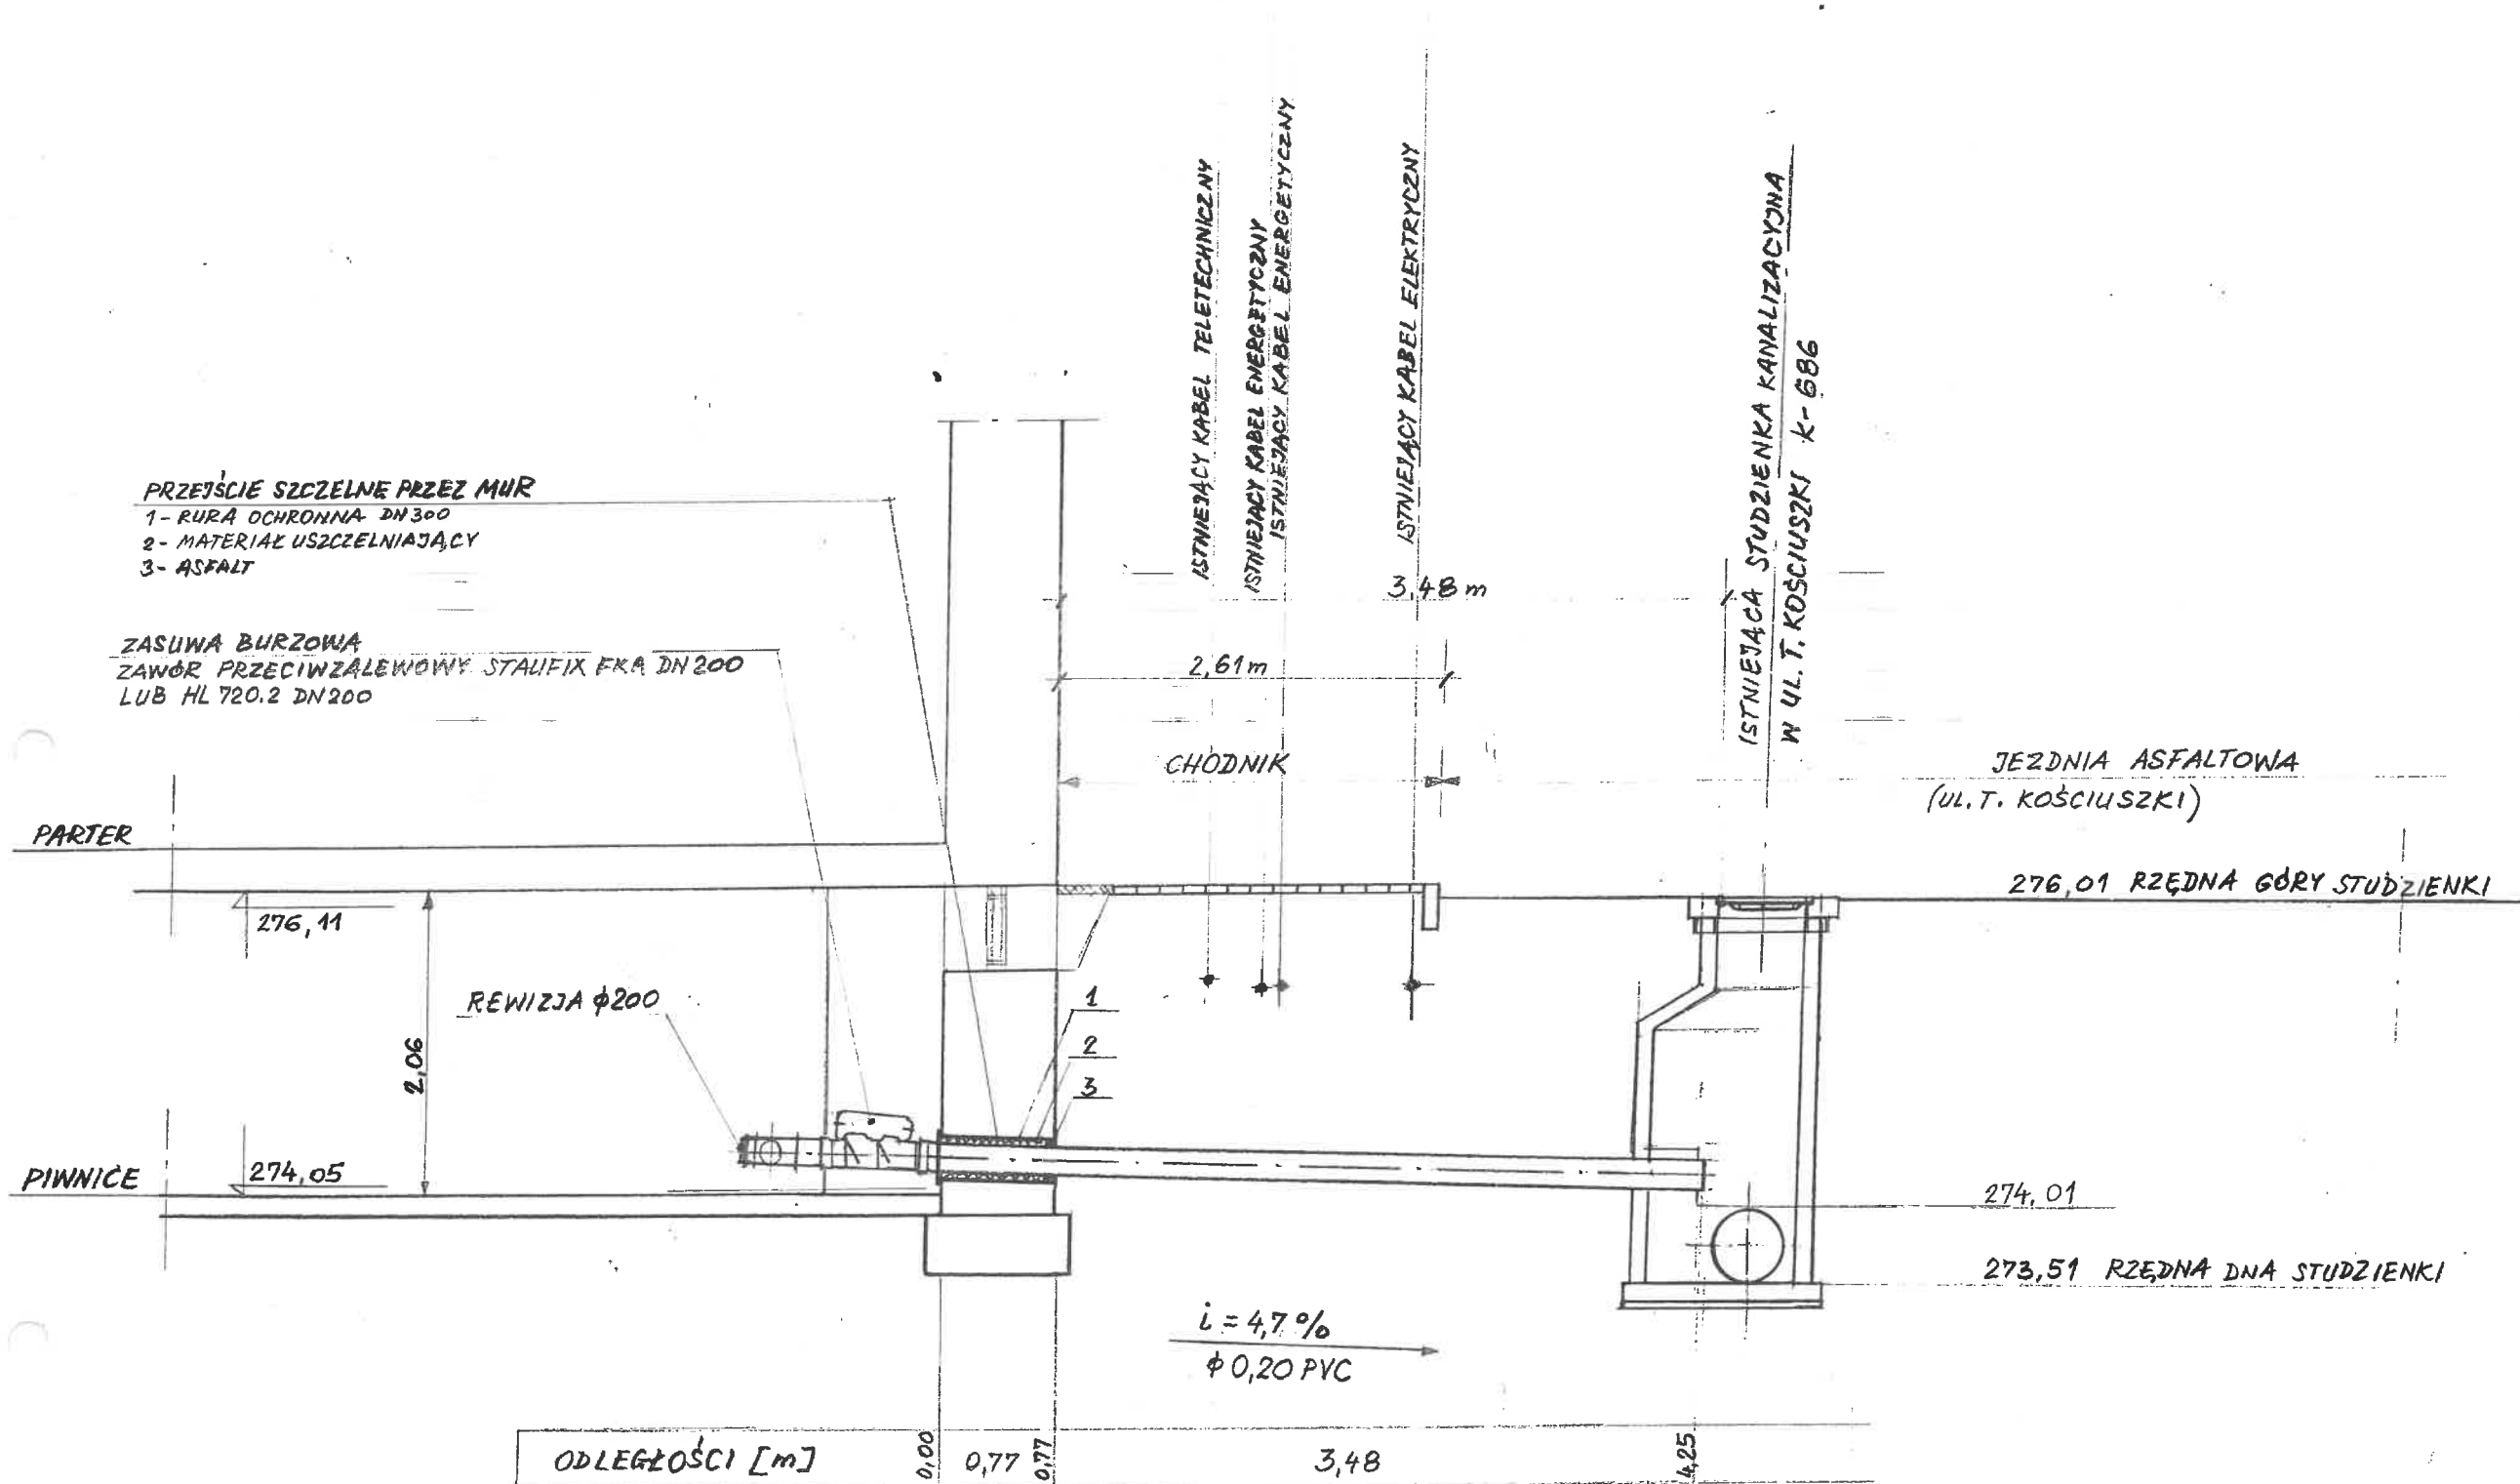 ISTNIEJĄCY KABEL TELETECHNICZNY
ISTNIEJĄCY KABEL ENERGETYCZNY
ISTNIEJĄCY KABEL ENERGETYCZNY
ISTNIEJĄCY KABEL ELEKTRYCZNY
ISTNIEJĄCA STUDZIENKA KANALIZACYJNA
W UL. T. KOŚCIUSZKI K-686
PRZEJŚCIE SZCZELNE PRZEZ MUR
1- RURA OCHRONNA DN300
2- MATERIAŁ USZCZELNIAJĄCY
3- ASFALT
3,48 m
ZASUWA BURZOWA
ZAWÓR PRZECIWZALEWOWY STAUFIX FKA DN200
LUB HL 720.2 DN200
2,61m
CHODNIK
JEZDNIA ASFALTOWA
(UL. T. KOŚCIUSZKI)
PARTER
276,01 RZĘDNA GÓRY STUDZIENKI
276,11
REWIZJA ϕ200
1
2
3
2,06
PIWNICE
274,05
274,01
273,51 RZĘDNA DNA STUDZIENKI
i = 4,7%
ϕ 0,20 PVC
ODLEGŁOŚCI [m]
0,00
0,77
0,77
3,48
4,25